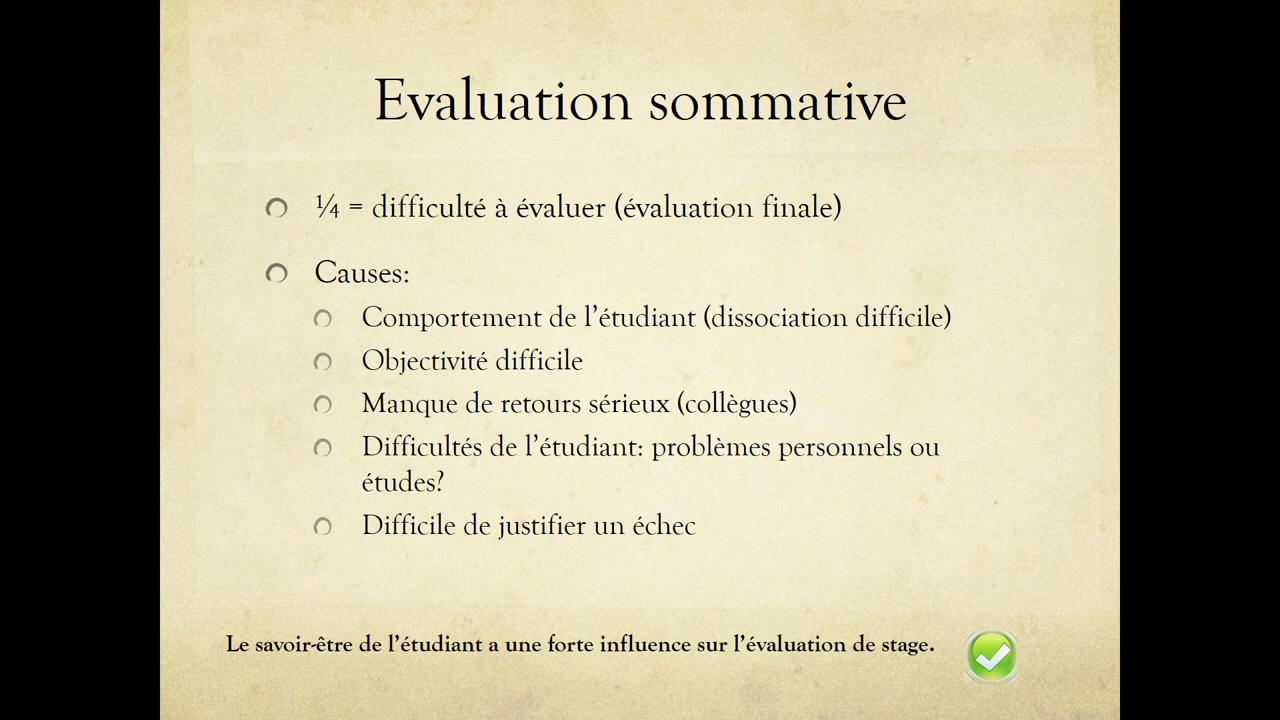 Evaluation sommative
¼ = difficulté à évaluer (évaluation finale)
Causes:
Comportement de l'étudiant (dissociation difficile)
Objectivité difficile
Manque de retours sérieux (collègues)
Difficultés de l'étudiant: problèmes personnels ou
études?
Difficile de justifier un échec
Le savoir-être de l'étudiant a une forte influence sur l'évaluation de stage.